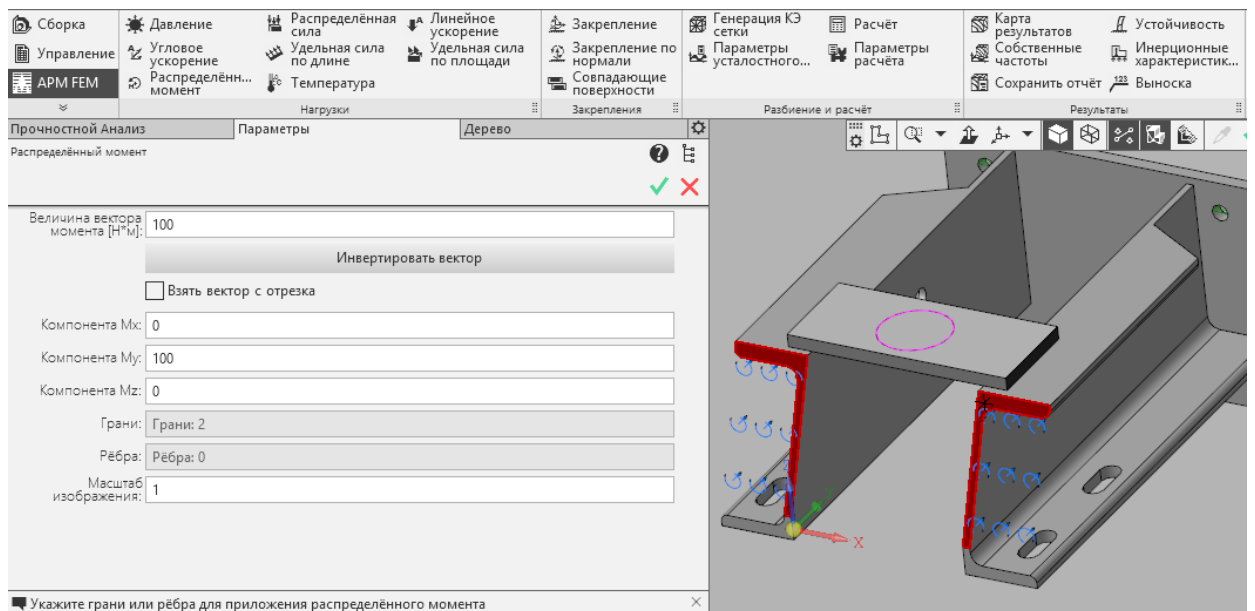 Сборка
Управление
APM FEM
Давление
Угловое
ускорение
Распределённ...
момент
Распределённая
сила
Удельная сила
по длине
Температура
Линейное
ускорение
Удельная сила
по площади
Нагрузки
Закрепление
Закрепление по
нормали
Совпадающие
поверхности
Закрепления
Генерация КЭ
сетки
Параметры
усталостного...
Расчёт
Параметры
расчёта
Разбиение и расчёт
Карта
результатов
Собственные
частоты
Сохранить отчёт
Устойчивость
Инерционные
характеристик...
123 Выноска
Результаты
Прочностной Анализ
Параметры
Дерево
Распределённый момент
Величина вектора
момента [Н*м]:
100
Инвертировать вектор
Взять вектор с отрезка
Компонента Mx: 0
Компонента My: 100
Компонента Mz: 0
Грани: Грани: 2
Рёбра: Рёбра: 0
Масштаб
изображения:
1
Z
Y
X
Укажите грани или рёбра для приложения распределённого момента